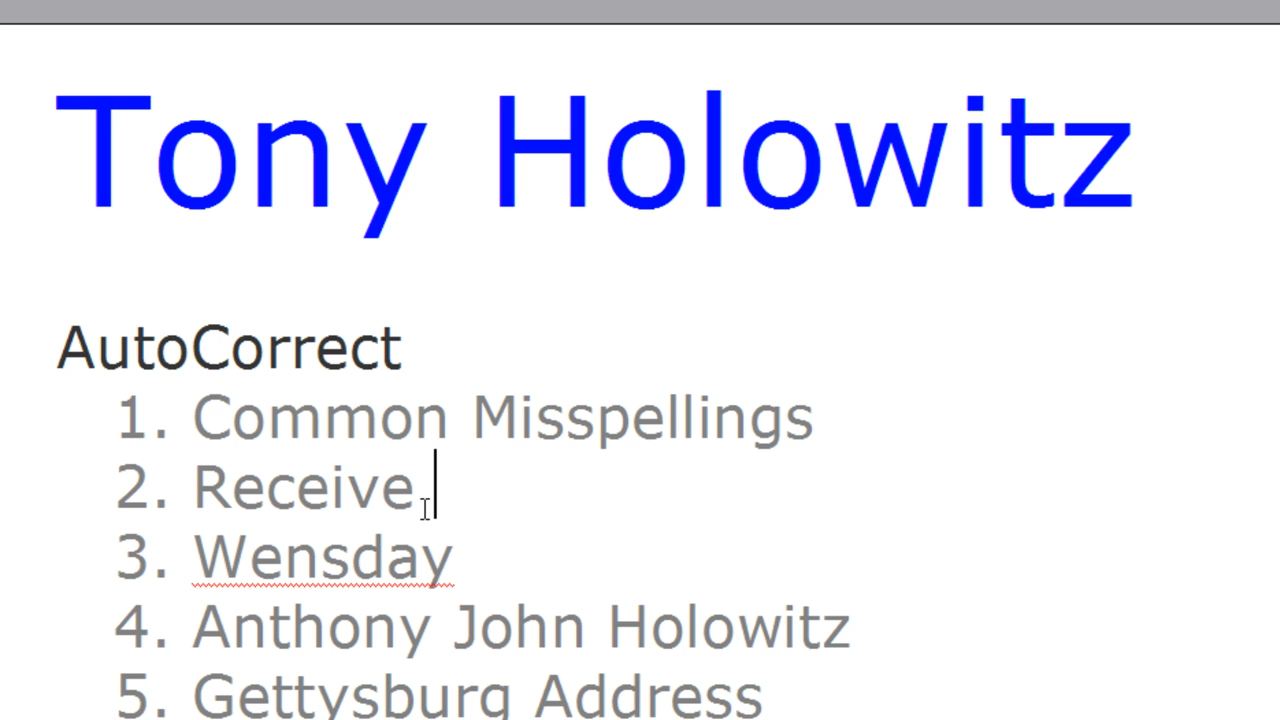 Tony Holowitz
AutoCorrect
1. Common Misspellings
2. Receive
3. Wensday
4. Anthony John Holowitz
5. Gettysburg Address